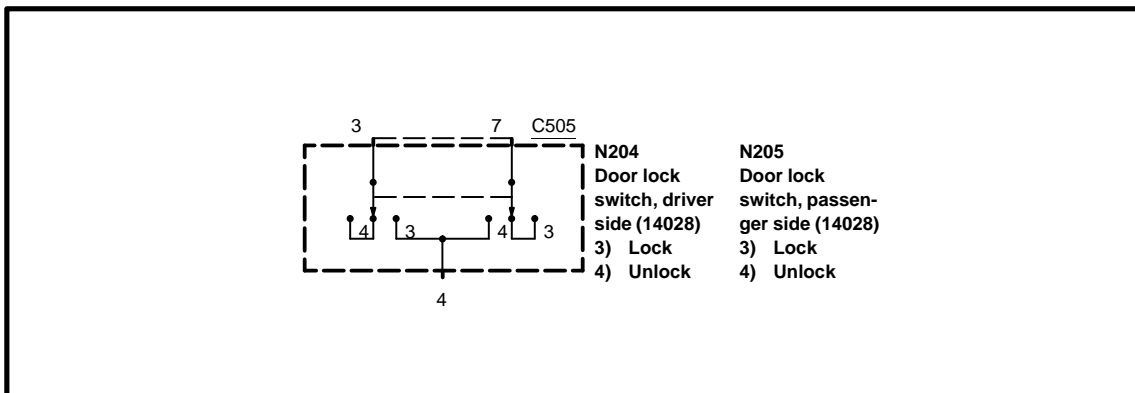 3 7 C505
N204
Door lock
switch, driver
side (14028)
3) Lock
4) Unlock
N205
Door lock
switch, passen-
ger side (14028)
3) Lock
4) Unlock
4 3 4 3
4